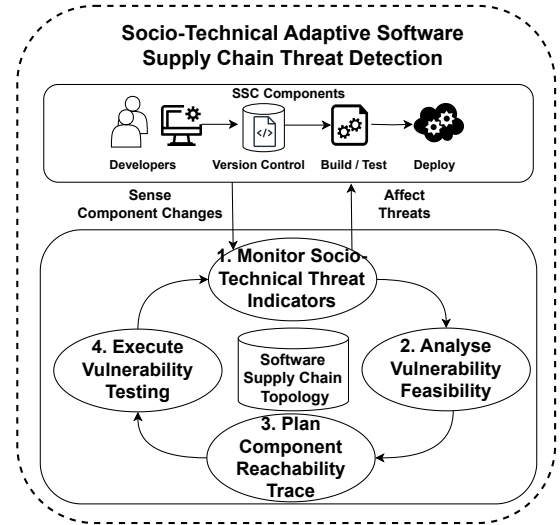 Socio-Technical Adaptive Software
Supply Chain Threat Detection
SSC Components
</>
Developers
Version Control
Build / Test
Deploy
Sense
Component Changes
Affect
Threats
1. Monitor Socio-
Technical Threat
Indicators
4. Execute
Vulnerability
Testing
Software
Supply Chain
Topology
2. Analyse
Vulnerability
Feasibility
3. Plan
Component
Reachability
Trace